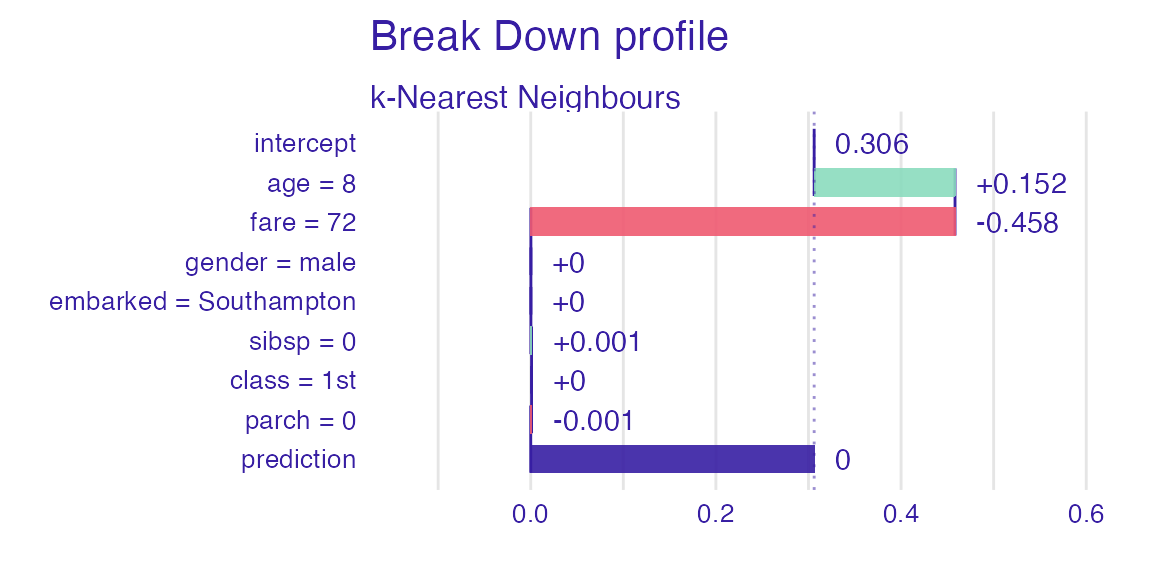 Break Down profile
k-Nearest Neighbours
intercept 0.306
age = 8 +0.152
fare = 72 -0.458
gender = male +0
embarked = Southampton +0
sibsp = 0 +0.001
class = 1st +0
parch = 0 -0.001
prediction 0
0.0 0.2 0.4 0.6